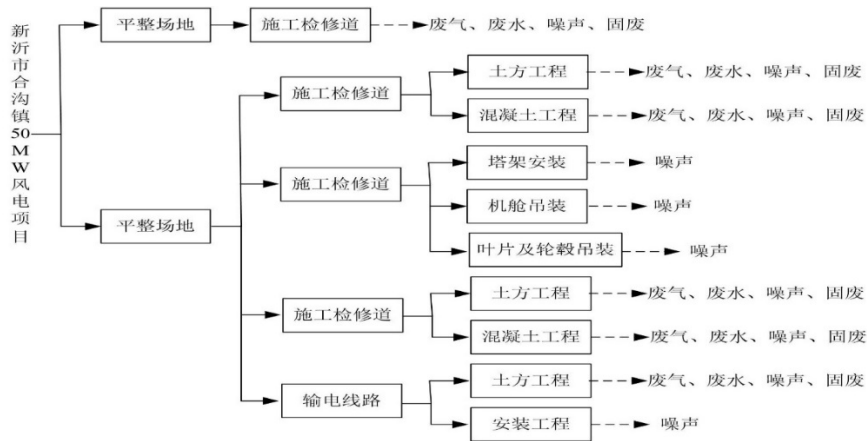 新沂市合沟镇50MW风电项目
平整场地
施工检修道
废气、废水、噪声、固废
平整场地
施工检修道
土方工程
废气、废水、噪声、固废
混凝土工程
废气、废水、噪声、固废
施工检修道
塔架安装
噪声
机舱吊装
噪声
叶片及轮毂吊装
噪声
施工检修道
土方工程
废气、废水、噪声、固废
混凝土工程
废气、废水、噪声、固废
输电线路
土方工程
废气、废水、噪声、固废
安装工程
噪声